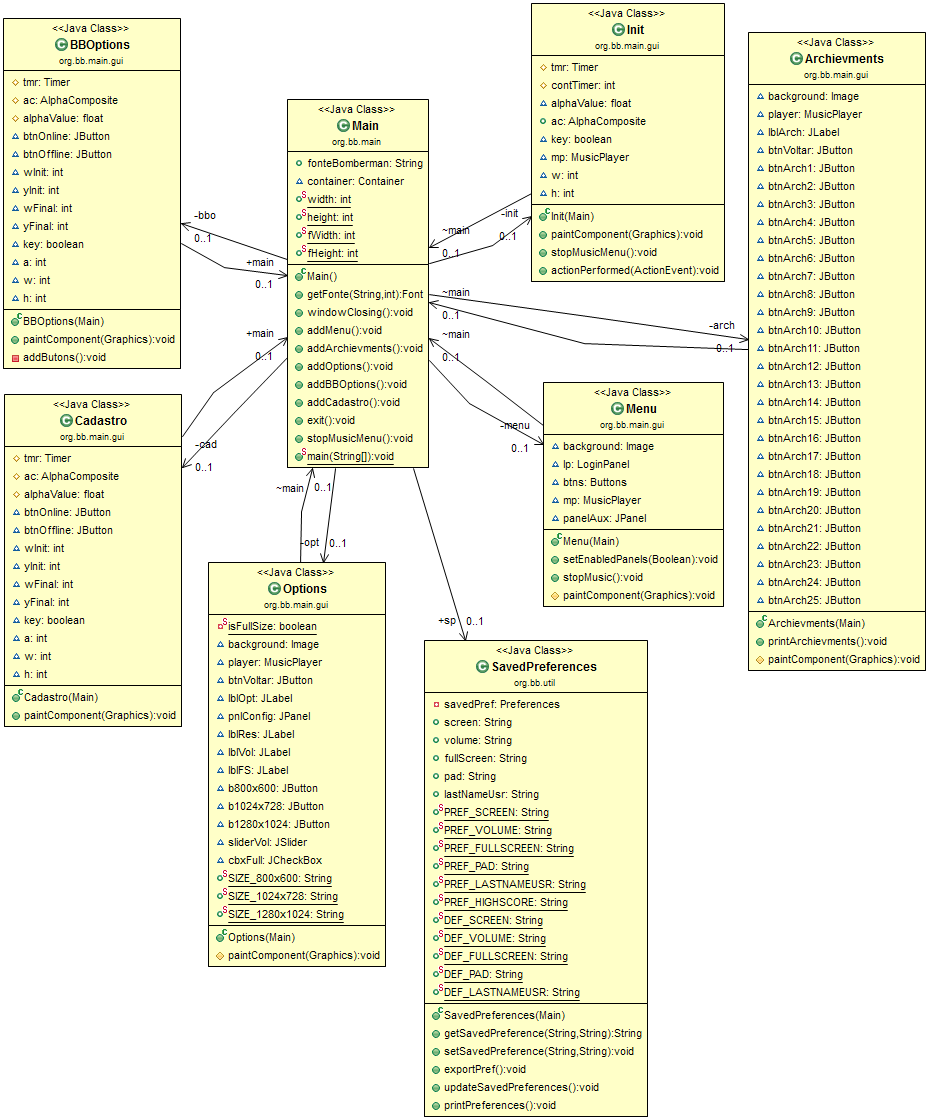 <<Java Class>>
BBOptions
org.bb.main.gui
tmr: Timer
ac: AlphaComposite
alphaValue: float
btnOnline: JButton
btnOffline: JButton
wInit: int
yInit: int
wFinal: int
yFinal: int
key: boolean
a: int
w: int
h: int
BBOptions(Main)
paintComponent(Graphics):void
addButons():void
<<Java Class>>
Cadastro
org.bb.main.gui
tmr: Timer
ac: AlphaComposite
alphaValue: float
btnOnline: JButton
btnOffline: JButton
wInit: int
yInit: int
wFinal: int
yFinal: int
key: boolean
a: int
w: int
h: int
Cadastro(Main)
paintComponent(Graphics):void
-bbo
0..1
+main
0..1
+main
0..1
-cad
0..1
<<Java Class>>
Main
org.bb.main
fonteBomberman: String
container: Container
width: int
height: int
fWidth: int
fHeight: int
Main()
getFonte(String,int):Font
windowClosing():void
addMenu():void
addArchievments():void
addOptions():void
addBBOptions():void
addCadastro():void
exit():void
stopMusicMenu():void
main(String[]):void
~main
0..1
-opt
0..1
<<Java Class>>
Options
org.bb.main.gui
isFullSize: boolean
background: Image
player: MusicPlayer
btnVoltar: JButton
lblOpt: JLabel
pnlConfig: JPanel
lblRes: JLabel
lblVol: JLabel
lblFS: JLabel
b800x600: JButton
b1024x728: JButton
b1280x1024: JButton
sliderVol: JSlider
cbxFull: JCheckBox
SIZE_800x600: String
SIZE_1024x728: String
SIZE_1280x1024: String
Options(Main)
paintComponent(Graphics):void
<<Java Class>>
Init
org.bb.main.gui
tmr: Timer
contTimer: int
alphaValue: float
ac: AlphaComposite
key: boolean
mp: MusicPlayer
w: int
h: int
Init(Main)
paintComponent(Graphics):void
stopMusicMenu():void
actionPerformed(ActionEvent):void
-init
0..1
~main
0..1
~main
0..1
-arch
0..1
~main
0..1
-menu
0..1
<<Java Class>>
Menu
org.bb.main.gui
background: Image
lp: LoginPanel
btns: Buttons
mp: MusicPlayer
panelAux: JPanel
Menu(Main)
setEnabledPanels(Boolean):void
stopMusic():void
paintComponent(Graphics):void
+sp
0..1
<<Java Class>>
SavedPreferences
org.bb.util
savedPref: Preferences
screen: String
volume: String
fullScreen: String
pad: String
lastNameUsr: String
PREF_SCREEN: String
PREF_VOLUME: String
PREF_FULLSCREEN: String
PREF_PAD: String
PREF_LASTNAMEUSR: String
PREF_HIGHSCORE: String
DEF_SCREEN: String
DEF_VOLUME: String
DEF_FULLSCREEN: String
DEF_PAD: String
DEF_LASTNAMEUSR: String
SavedPreferences(Main)
getSavedPreference(String,String):String
setSavedPreference(String,String):void
exportPref():void
updateSavedPreferences():void
printPreferences():void
<<Java Class>>
Archievments
org.bb.main.gui
background: Image
player: MusicPlayer
lblArch: JLabel
btnVoltar: JButton
btnArch1: JButton
btnArch2: JButton
btnArch3: JButton
btnArch4: JButton
btnArch5: JButton
btnArch6: JButton
btnArch7: JButton
btnArch8: JButton
btnArch9: JButton
btnArch10: JButton
btnArch11: JButton
btnArch12: JButton
btnArch13: JButton
btnArch14: JButton
btnArch15: JButton
btnArch16: JButton
btnArch17: JButton
btnArch18: JButton
btnArch19: JButton
btnArch20: JButton
btnArch21: JButton
btnArch22: JButton
btnArch23: JButton
btnArch24: JButton
btnArch25: JButton
Archievments(Main)
printArchievments():void
paintComponent(Graphics):void